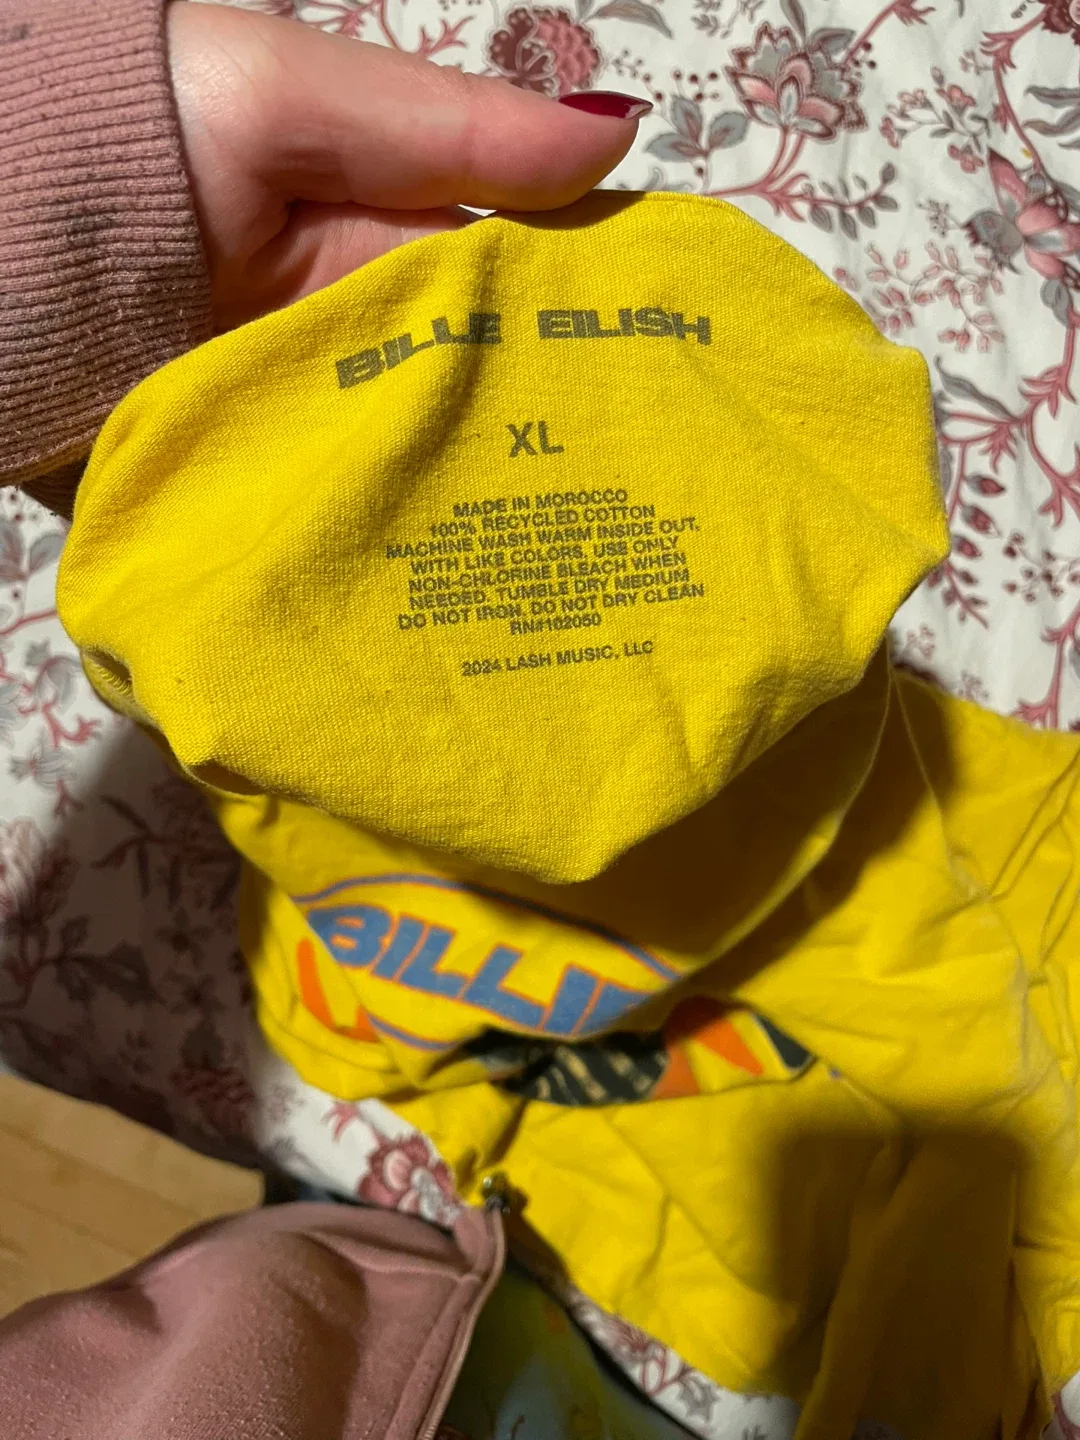 BILLIE EILISH
XL
MADE IN MOROCCO
100% RECYCLED COTTON
MACHINE WASH WARM INSIDE OUT,
WITH LIKE COLORS, USE ONLY
NON-CHLORINE BLEACH WHEN
NEEDED. TUMBLE DRY MEDIUM
DO NOT IRON. DO NOT DRY CLEAN
RN#102050
2024 LASH MUSIC, LLC
BILLIE